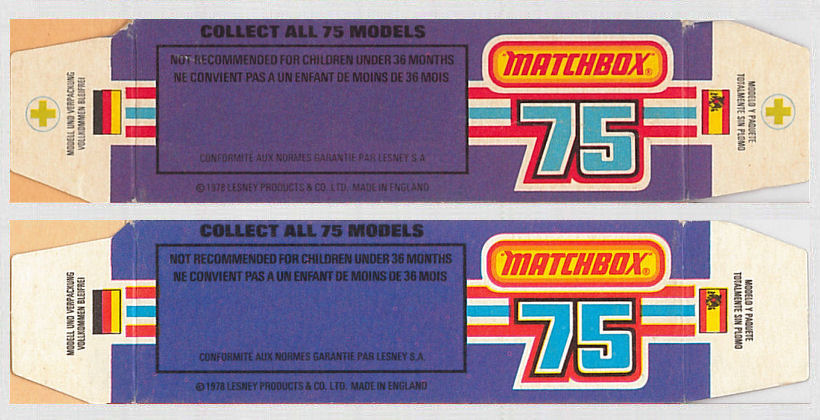 COLLECT ALL 75 MODELS
NOT RECOMMENDED FOR CHILDREN UNDER 36 MONTHS
NE CONVIENT PAS A UN ENFANT DE MOINS DE 36 MOIS
CONFORMITÉ AUX NORMES GARANTIE PAR LESNEY S.A.
©1978 LESNEY PRODUCTS & CO. LTD. MADE IN ENGLAND
MODELL UND VERPACKUNG
VOLLKOMMEN BLEIFREI
"MATCHBOX"®
75
MODELO Y PAQUETE
TOTALMENTE SIN PLOMO
COLLECT ALL 75 MODELS
NOT RECOMMENDED FOR CHILDREN UNDER 36 MONTHS
NE CONVIENT PAS A UN ENFANT DE MOINS DE 36 MOIS
CONFORMITÉ AUX NORMES GARANTIE PAR LESNEY S.A.
©1978 LESNEY PRODUCTS & CO. LTD. MADE IN ENGLAND
MODELL UND VERPACKUNG
VOLLKOMMEN BLEIFREI
"MATCHBOX"®
75
MODELO Y PAQUETE
TOTALMENTE SIN PLOMO